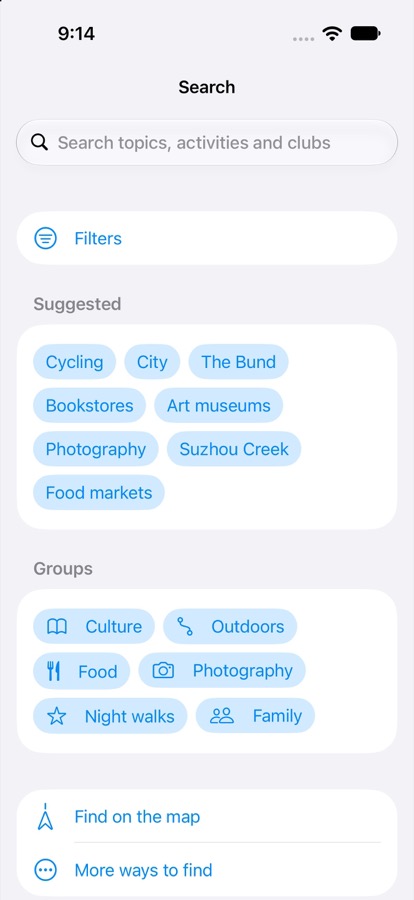 9:14
Search
Search topics, activities and clubs
Filters
Suggested
Cycling City The Bund
Bookstores Art museums
Photography Suzhou Creek
Food markets
Groups
Culture Outdoors
Food Photography
Night walks Family
Find on the map
More ways to find